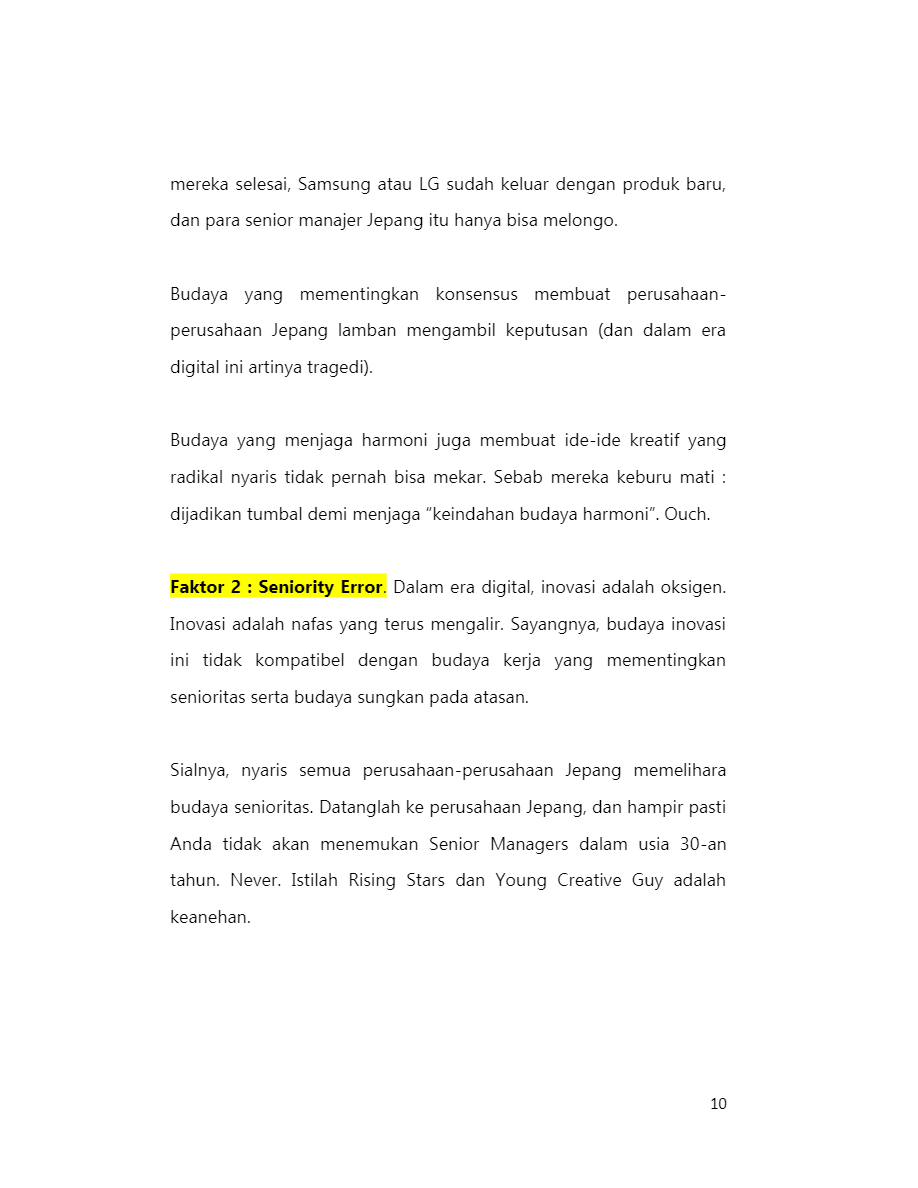 mereka selesai, Samsung atau LG sudah keluar dengan produk baru,
dan para senior manajer Jepang itu hanya bisa melongo.
Budaya yang mementingkan konsensus membuat perusahaan-
perusahaan Jepang lamban mengambil keputusan (dan dalam era
digital ini artinya tragedi).
Budaya yang menjaga harmoni juga membuat ide-ide kreatif yang
radikal nyaris tidak pernah bisa mekar. Sebab mereka keburu mati :
dijadikan tumbal demi menjaga “keindahan budaya harmoni”. Ouch.
Faktor 2 : Seniority Error. Dalam era digital, inovasi adalah oksigen.
Inovasi adalah nafas yang terus mengalir. Sayangnya, budaya inovasi
ini tidak kompatibel dengan budaya kerja yang mementingkan
senioritas serta budaya sungkan pada atasan.
Sialnya, nyaris semua perusahaan-perusahaan Jepang memelihara
budaya senioritas. Datanglah ke perusahaan Jepang, dan hampir pasti
Anda tidak akan menemukan Senior Managers dalam usia 30-an
tahun. Never. Istilah Rising Stars dan Young Creative Guy adalah
keanehan.
10